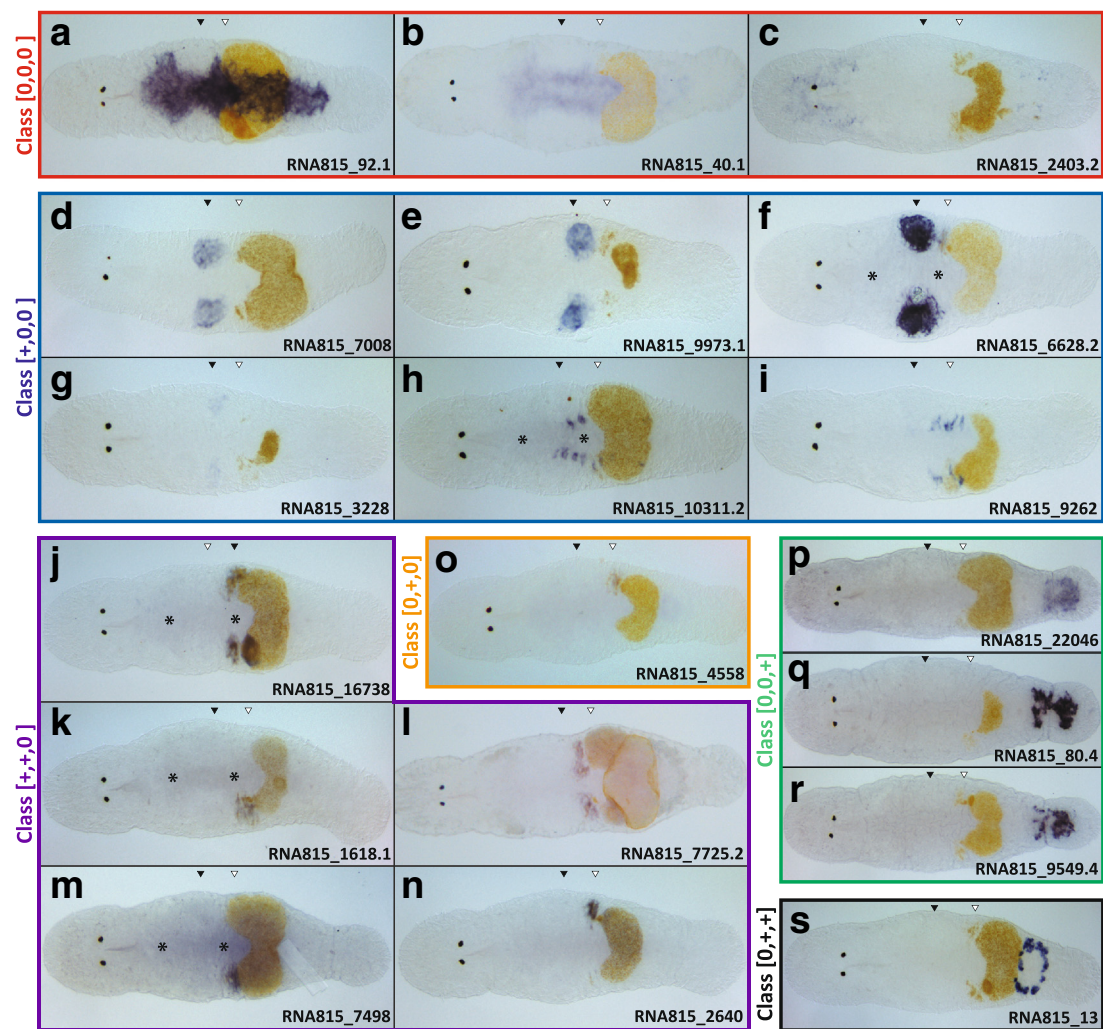 Class [0,0,0 ]
a
RNA815_92.1
b
RNA815_40.1
c
RNA815_2403.2
Class [+,0,0 ]
d
RNA815_7008
e
RNA815_9973.1
f
* *
RNA815_6628.2
g
RNA815_3228
h
* *
RNA815_10311.2
i
RNA815_9262
Class [+,+,0 ]
j
* *
RNA815_16738
k
* *
RNA815_1618.1
l
RNA815_7725.2
m
* *
RNA815_7498
n
RNA815_2640
Class [0,+,0]
o
RNA815_4558
Class [0,0,+]
p
RNA815_22046
q
RNA815_80.4
r
RNA815_9549.4
Class [0,+,+]
s
RNA815_13